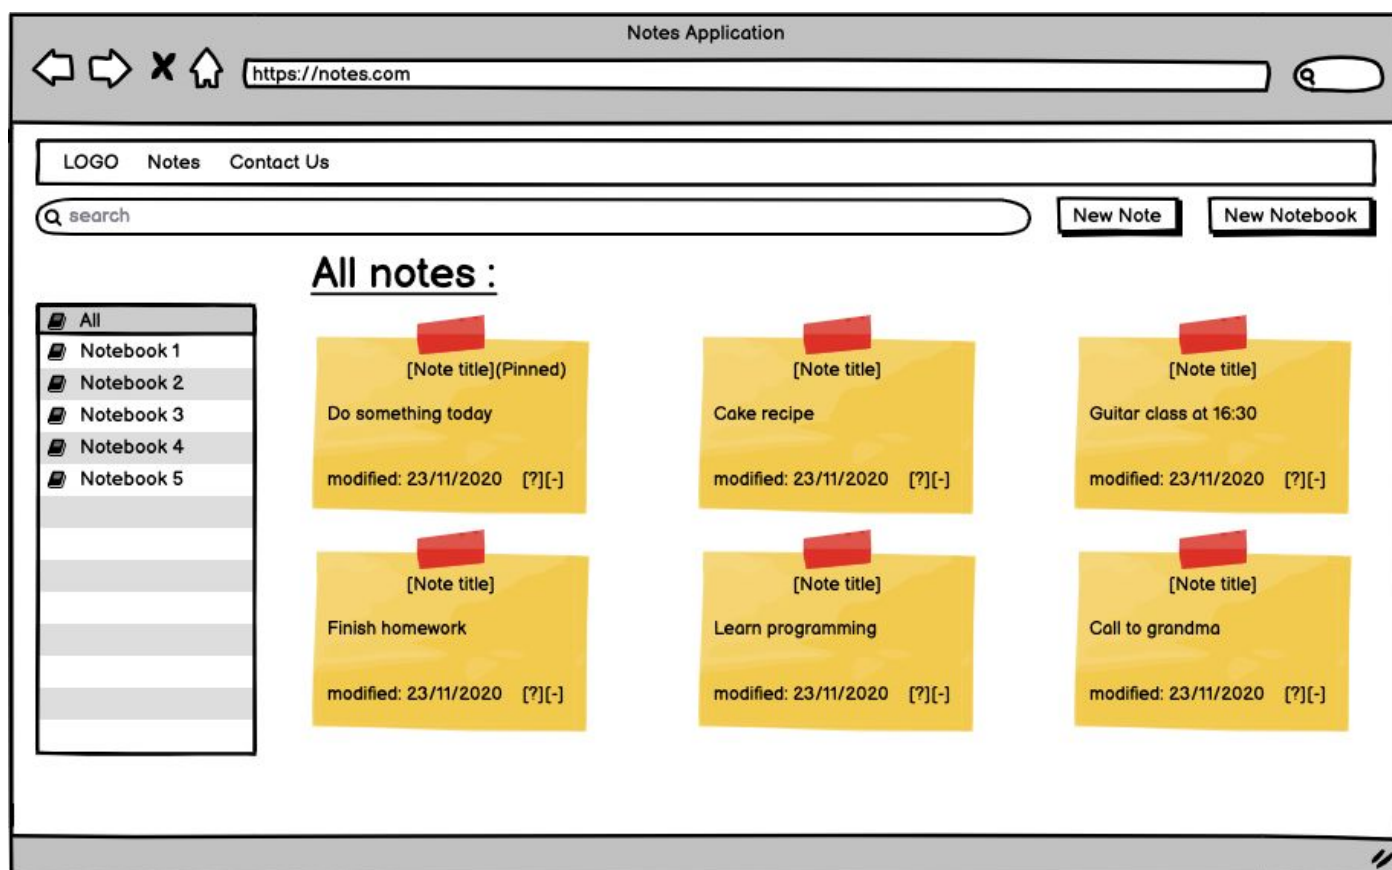 Notes Application
https://notes.com
LOGO Notes Contact Us
search
New Note
New Notebook
All notes :
All
Notebook 1
Notebook 2
Notebook 3
Notebook 4
Notebook 5
[Note title](Pinned)
Do something today
modified: 23/11/2020 [?][-]
[Note title]
Cake recipe
modified: 23/11/2020 [?][-]
[Note title]
Guitar class at 16:30
modified: 23/11/2020 [?][-]
[Note title]
Finish homework
modified: 23/11/2020 [?][-]
[Note title]
Learn programming
modified: 23/11/2020 [?][-]
[Note title]
Call to grandma
modified: 23/11/2020 [?][-]